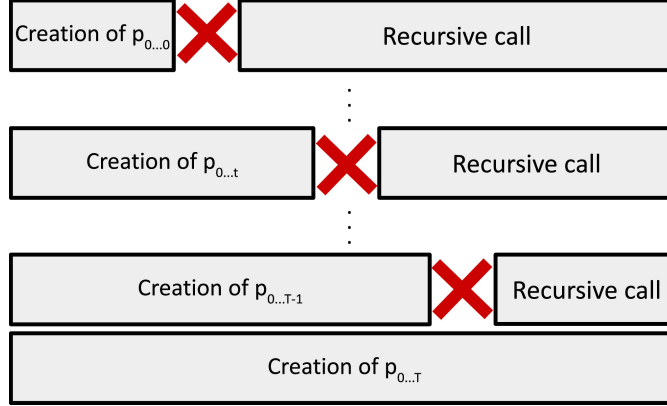 Creation of p0...0 Recursive call
Creation of p0...t Recursive call
Creation of p0...T-1 Recursive call
Creation of p0...T